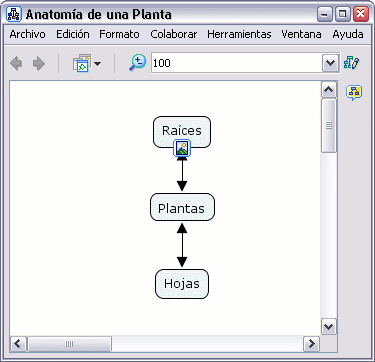 Anatomía de una Planta
Archivo Edición Formato Colaborar Herramientas Ventana Ayuda
100
Raíces
Plantas
Hojas